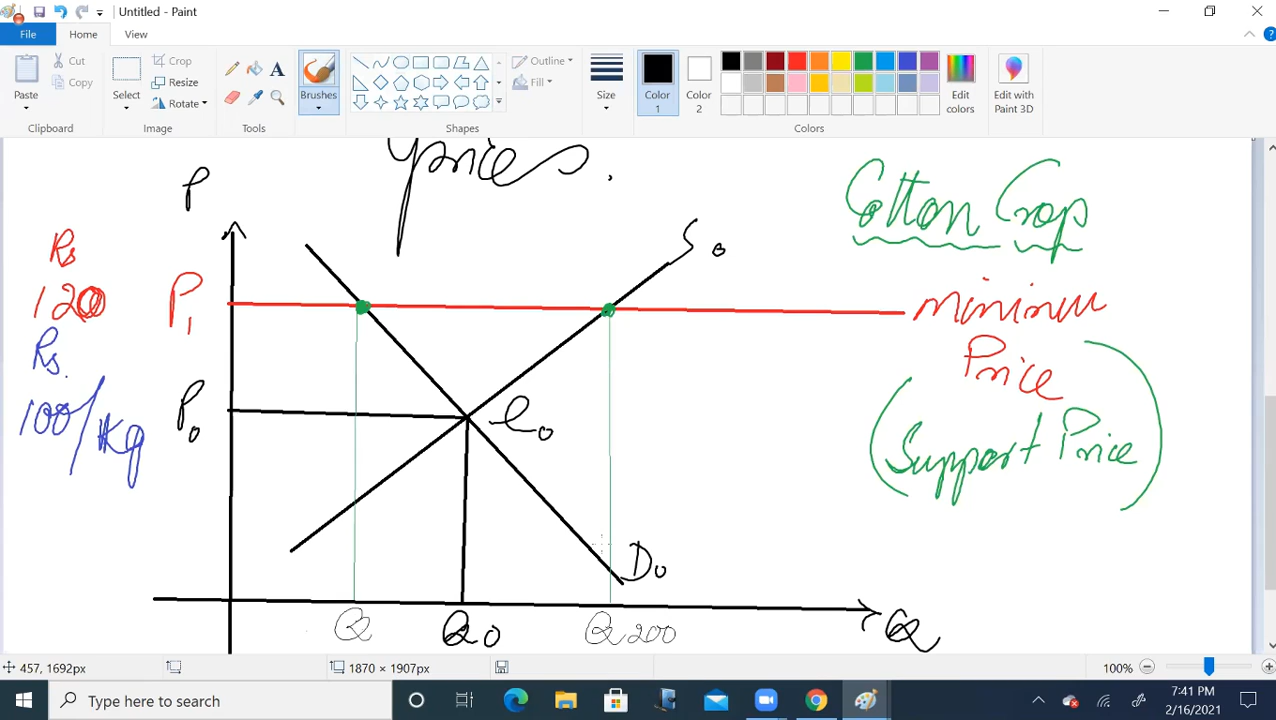 Untitled - Paint
File
Home
View
Paste
Cut
Copy
Clipboard
Select
Crop
Resize
Rotate
Image
Tools
Brushes
Shapes
Outline
Fill
Size
Color
1
Color
2
Colors
Edit
colors
Edit with
Paint 3D
prices.
Cotton Crop
P
Rs
120
P1
Rs.
100/kg
P0
S0
e0
D0
Minimum
Price
(Support Price)
Q
Q0
Q 200
Q
457, 1692px
1870 × 1907px
100%
Type here to search
7:41 PM
2/16/2021